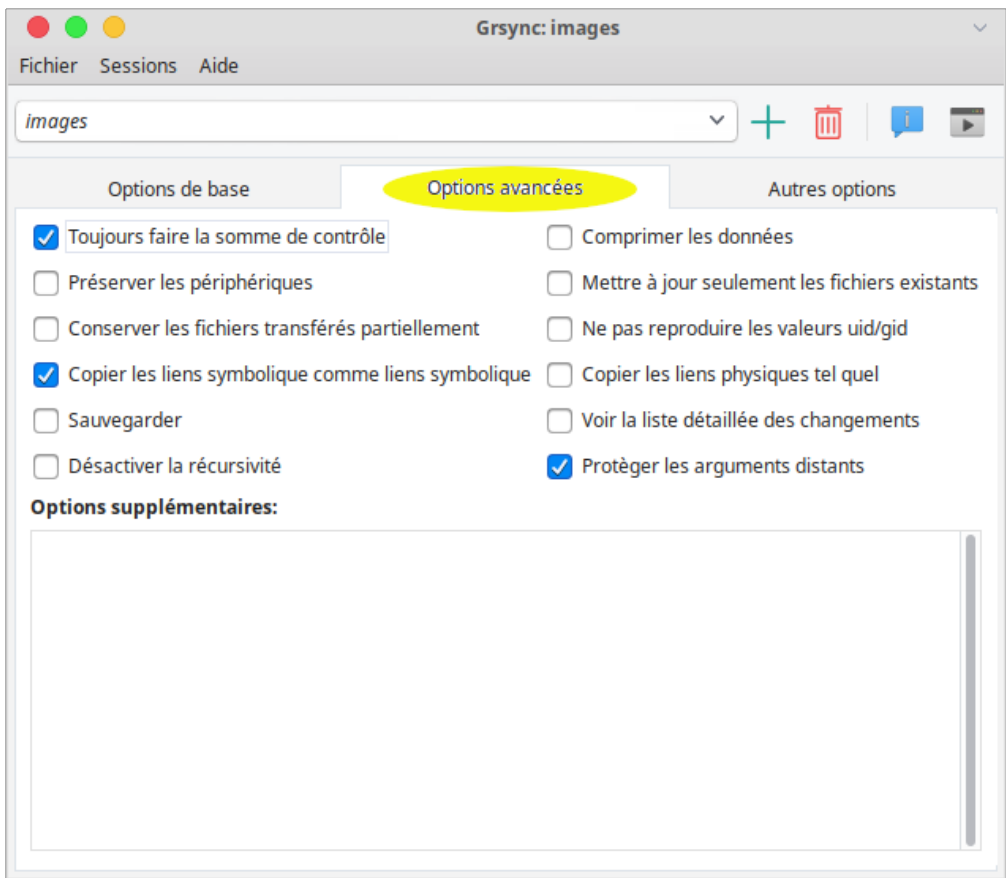 Grsync: images
Fichier Sessions Aide
images
Options de base Options avancées Autres options
Toujours faire la somme de contrôle Comprimer les données
Préserver les périphériques Mettre à jour seulement les fichiers existants
Conserver les fichiers transférés partiellement Ne pas reproduire les valeurs uid/gid
Copier les liens symbolique comme liens symbolique Copier les liens physiques tel quel
Sauvegarder Voir la liste détaillée des changements
Désactiver la récursivité Protèger les arguments distants
Options supplémentaires: